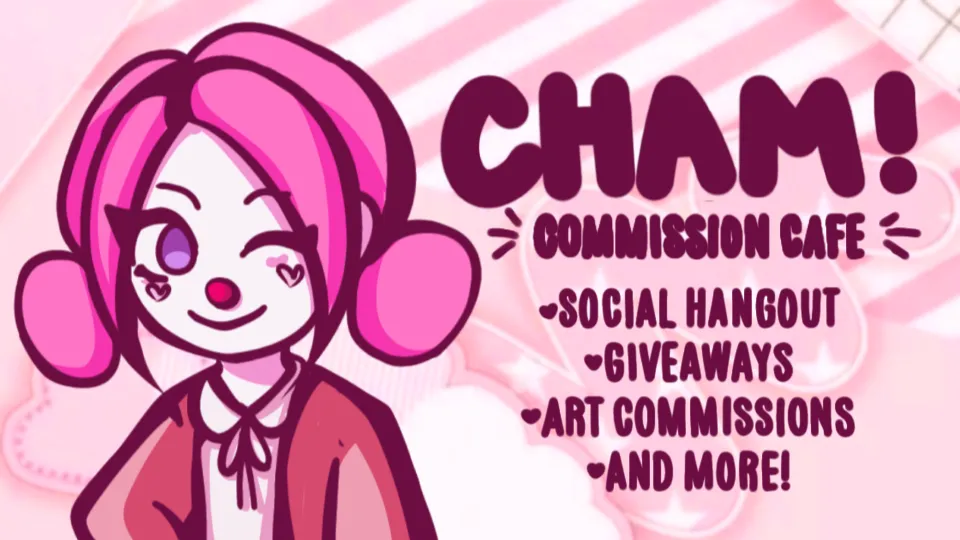 CHAM!
COMMISSION CAFE
SOCIAL HANGOUT
GIVEAWAYS
ART COMMISSIONS
AND MORE!